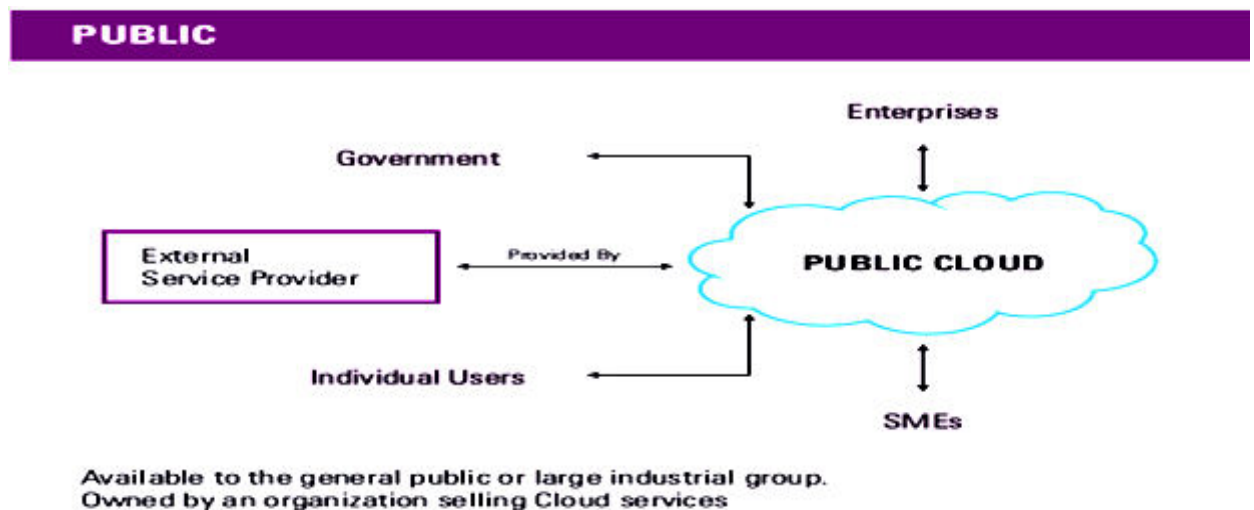 PUBLIC
Enterprises
Government
External
Service Provider
Provided By
PUBLIC CLOUD
Individual Users
SMEs
Available to the general public or large industrial group.
Owned by an organization selling Cloud services